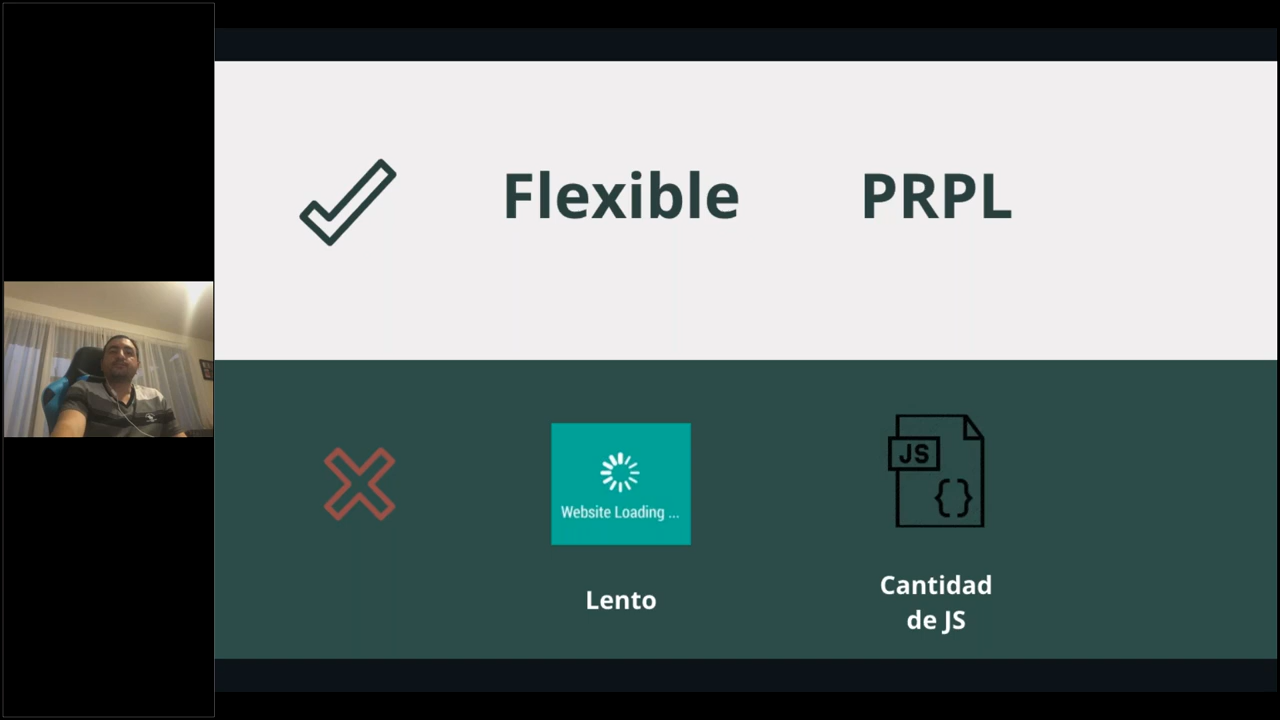 Flexible
PRPL
JS
{}
Website Loading ...
Lento
Cantidad
de JS